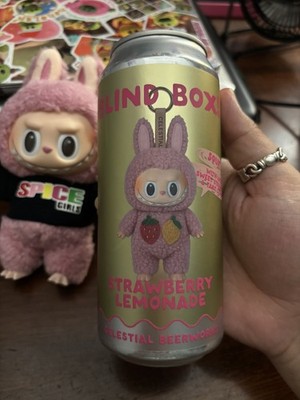 BLIND BOX:
STRAWBERRY
LEMONADE
CELESTIAL BEERWORKS
SPICE
GIRLS